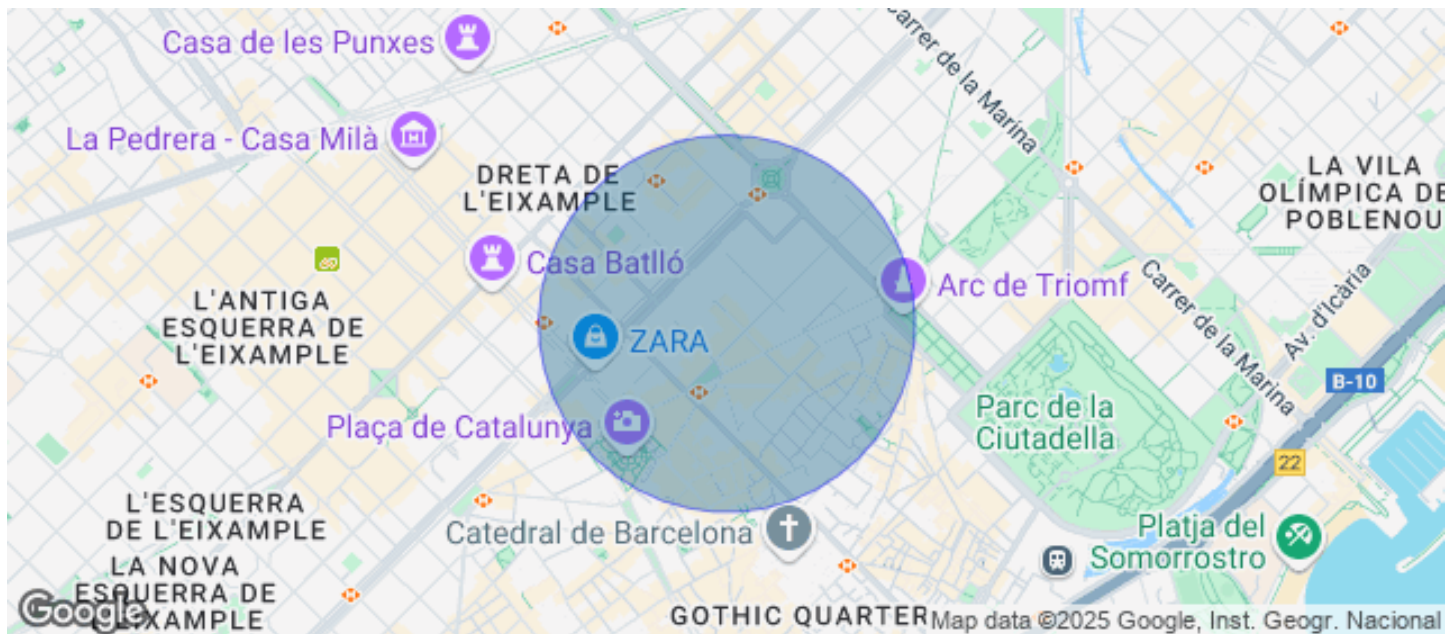 Casa de les Punxes
Carrer de la Marina
La Pedrera - Casa Milà
DRETA DE
L'EIXAMPLE
LA VILA
OLÍMPICA DE
POBLENOU
Casa Batlló
Arc de Triomf
Carrer de la Marina
Av. d'Icària
L'ANTIGA
ESQUERRA DE
L'EIXAMPLE
ZARA
B-10
Plaça de Catalunya
Parc de la
Ciutadella
22
L'ESQUERRA
DE L'EIXAMPLE
Catedral de Barcelona
Platja del
Somorrostro
LA NOVA
ESQUERRA DE
L'EIXAMPLE
Google
GOTHIC QUARTER
Map data ©2025 Google, Inst. Geogr. Nacional